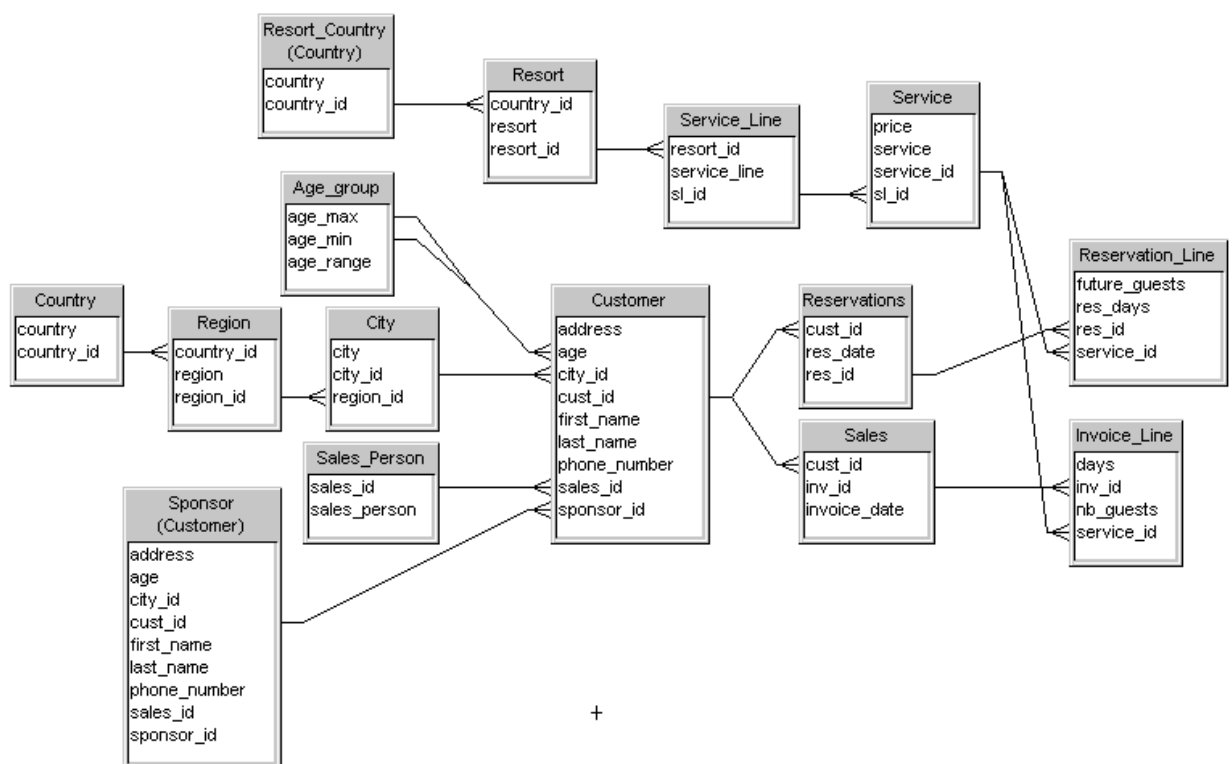 Resort_Country
(Country)
country
country_id
Resort
country_id
resort
resort_id
Service_Line
resort_id
service_line
sl_id
Service
price
service
service_id
sl_id
Age_group
age_max
age_min
age_range
Reservation_Line
future_guests
res_days
res_id
service_id
Country
country
country_id
Region
country_id
region
region_id
City
city
city_id
region_id
Customer
address
age
city_id
cust_id
first_name
last_name
phone_number
sales_id
sponsor_id
Reservations
cust_id
res_date
res_id
Sales
cust_id
inv_id
invoice_date
Invoice_Line
days
inv_id
nb_guests
service_id
Sales_Person
sales_id
sales_person
Sponsor
(Customer)
address
age
city_id
cust_id
first_name
last_name
phone_number
sales_id
sponsor_id